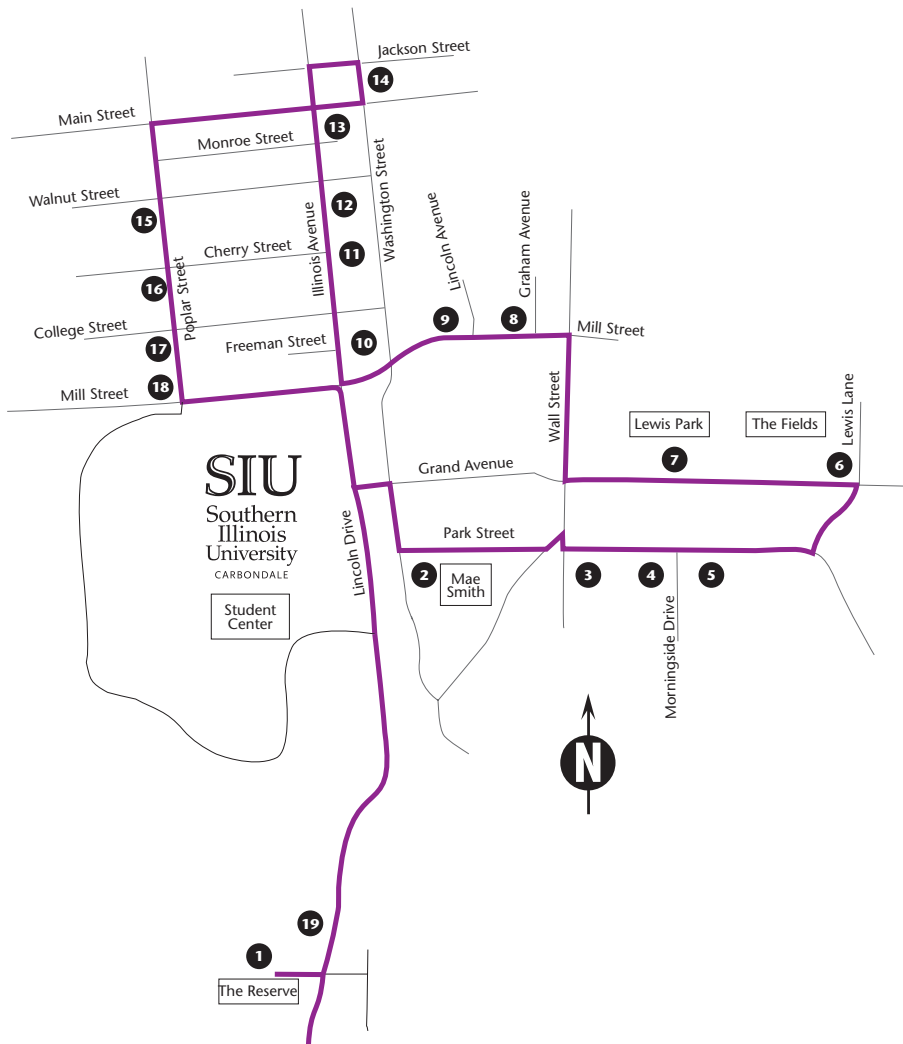 Jackson Street
14
Main Street
13
Monroe Street
Washington Street
Walnut Street
12
15
Lincoln Avenue
Graham Avenue
Illinois Avenue
Cherry Street
11
Poplar Street
16
9
8
College Street
Freeman Street
10
Mill Street
17
18
Mill Street
Wall Street
Lewis Lane
Lewis Park
The Fields
SIU
Southern
Illinois
University
CARBONDALE
Grand Avenue
7
6
Lincoln Drive
Park Street
2
Mae
Smith
3
4
5
Student
Center
Morningside Drive
N
19
1
The Reserve